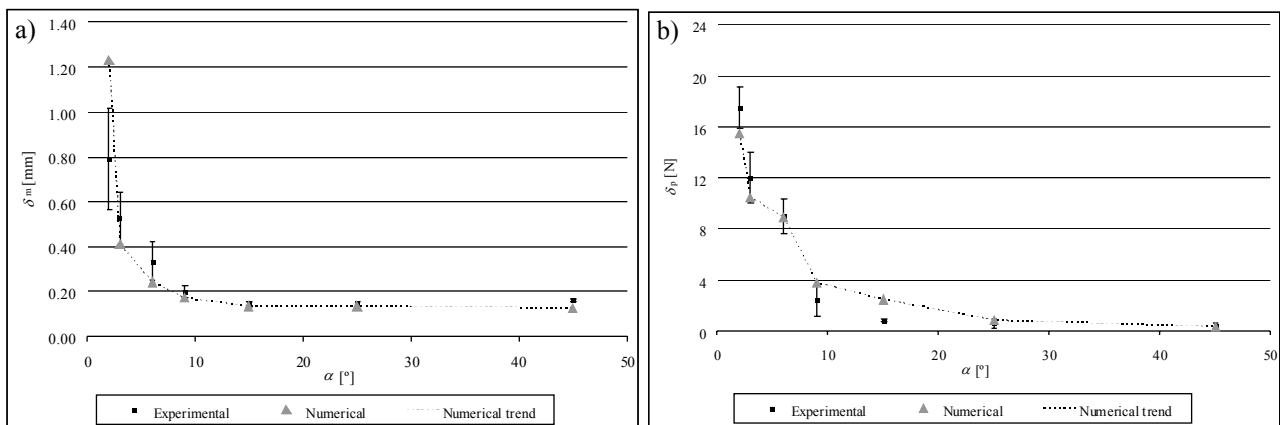 a)
1.40
1.20
1.00
0.80
0.60
0.40
0.20
0.00
δ m [mm]
0 10 20 30 40 50
α [º]
Experimental Numerical Numerical trend
b)
24
20
16
12
8
4
0
δ p [N]
0 10 20 30 40 50
α [º]
Experimental Numerical Numerical trend